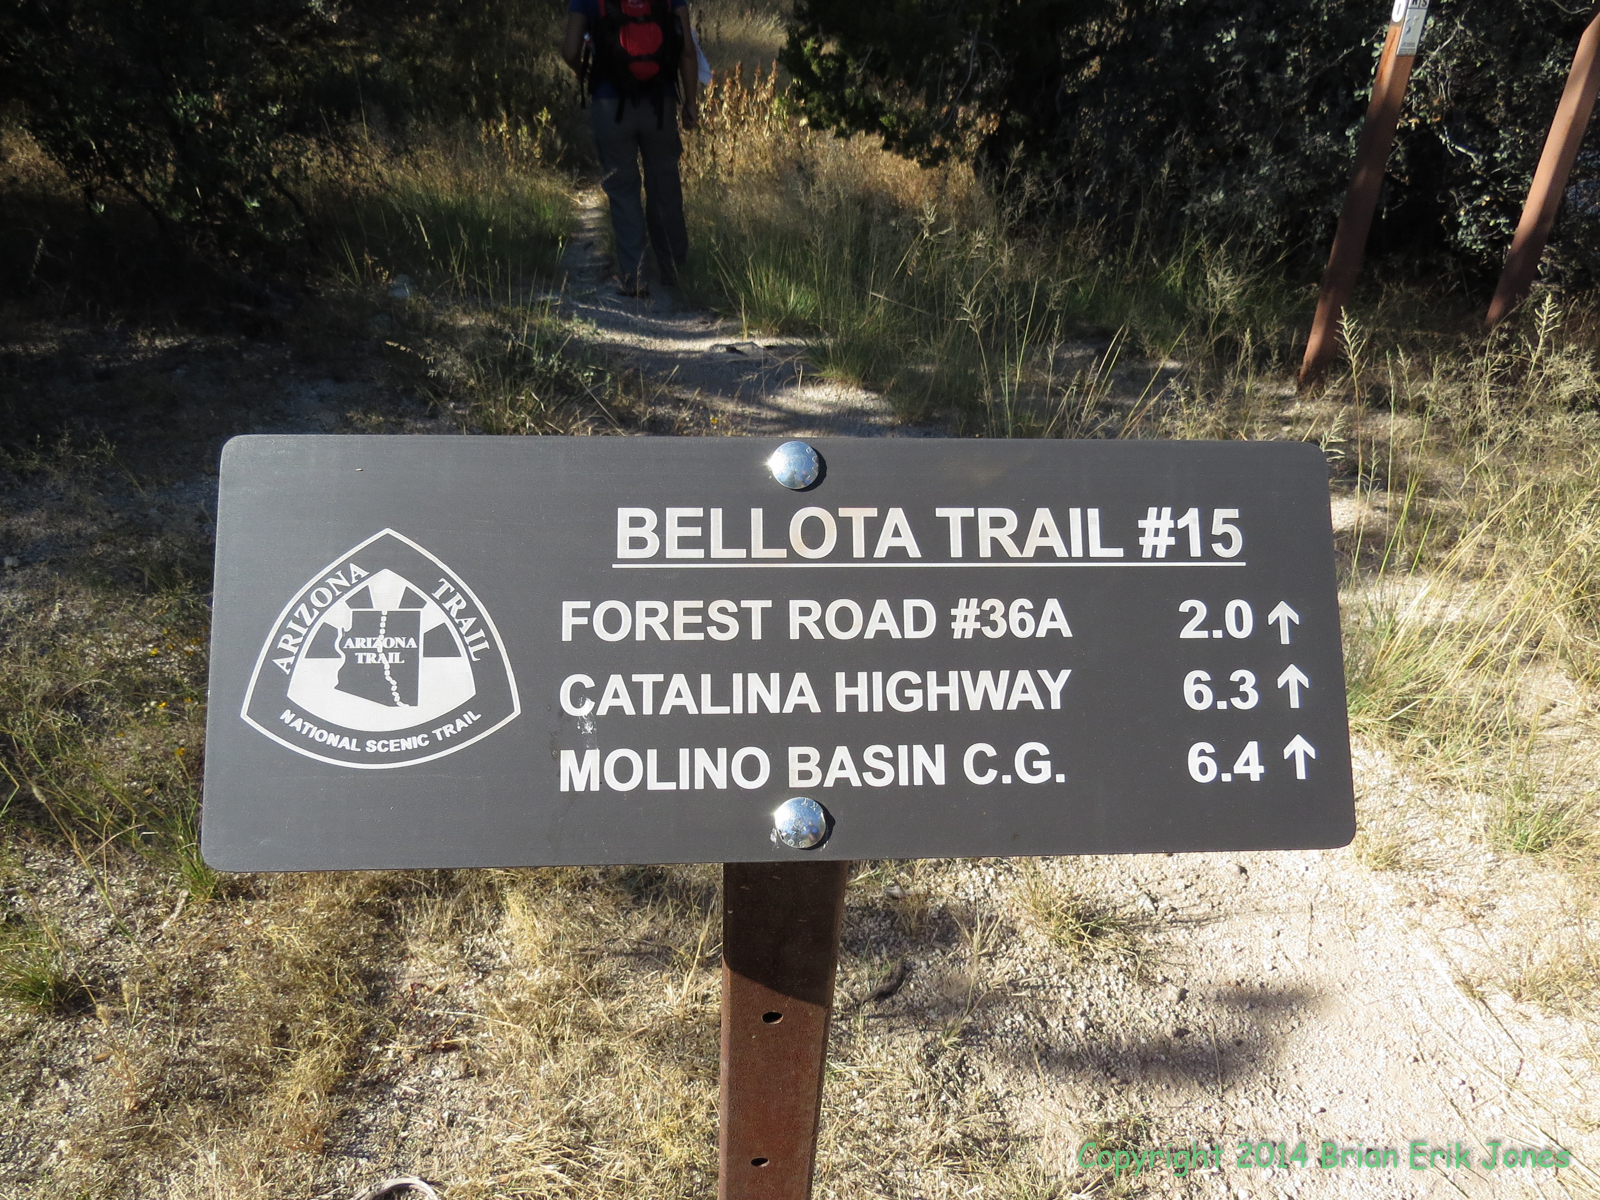 BELLOTA TRAIL #15
ARIZONA TRAIL
ARIZONA
TRAIL
NATIONAL SCENIC TRAIL
FOREST ROAD #36A 2.0 ↑
CATALINA HIGHWAY 6.3 ↑
MOLINO BASIN C.G. 6.4 ↑
Copyright 2014 Brian Erik Jones